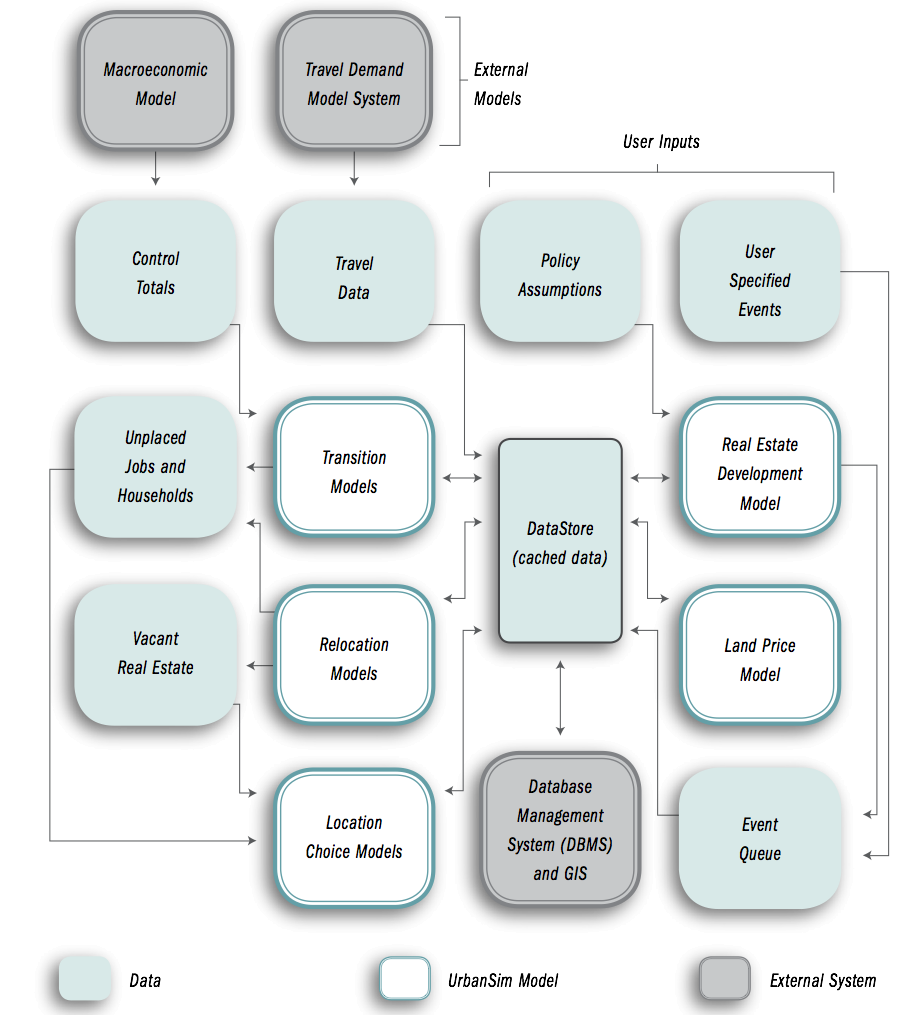 Macroeconomic
Model
Travel Demand
Model System
External
Models
User Inputs
Control
Totals
Travel
Data
Policy
Assumptions
User
Specified
Events
Unplaced
Jobs and
Households
Transition
Models
DataStore
(cached data)
Real Estate
Development
Model
Vacant
Real Estate
Relocation
Models
Land Price
Model
Location
Choice Models
Database
Management
System (DBMS)
and GIS
Event
Queue
Data
UrbanSim Model
External System